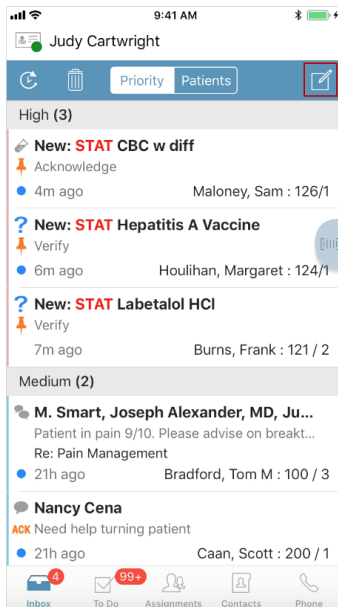 9:41 AM
Judy Cartwright
Priority Patients
High (3)
New: STAT CBC w diff
Acknowledge
4m ago Maloney, Sam : 126/1
? New: STAT Hepatitis A Vaccine
Verify
6m ago Houlihan, Margaret : 124/1
? New: STAT Labetalol HCl
Verify
7m ago Burns, Frank : 121 / 2
Medium (2)
M. Smart, Joseph Alexander, MD, Ju...
Patient in pain 9/10. Please advise on breakt...
Re: Pain Management
21h ago Bradford, Tom M : 100 / 3
Nancy Cena
ACK Need help turning patient
21h ago Caan, Scott : 200 / 1
4 99+
Inbox To Do Assignments Contacts Phone